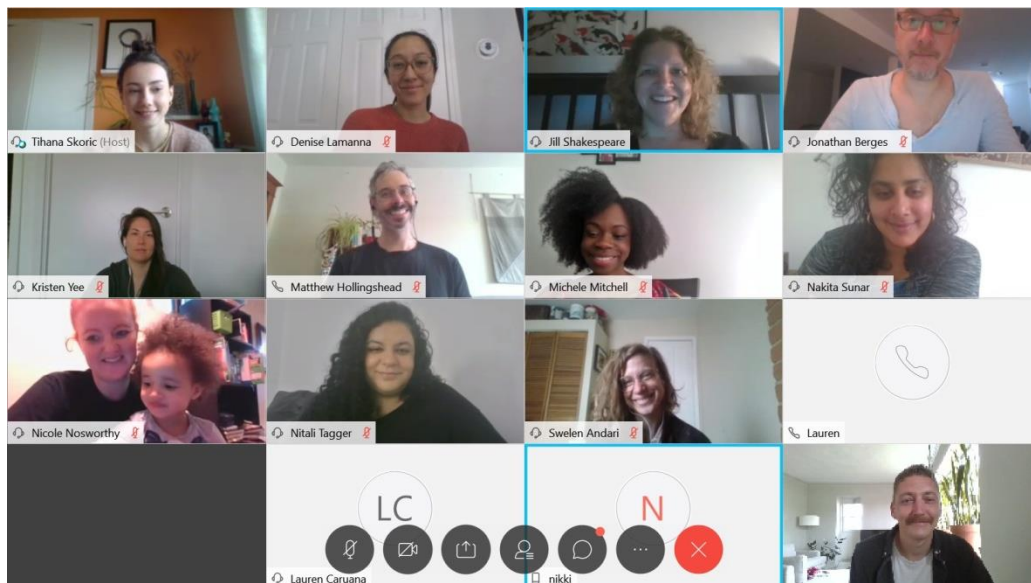 Tihana Skoric (Host)
Denise Lamanna
Jill Shakespeare
Jonathan Berges
Kristen Yee
Matthew Hollingshead
Michele Mitchell
Nakita Sunar
Nicole Nosworthy
Nitali Tagger
Swelen Andari
Lauren
LC
N
Lauren Caruana
nikki